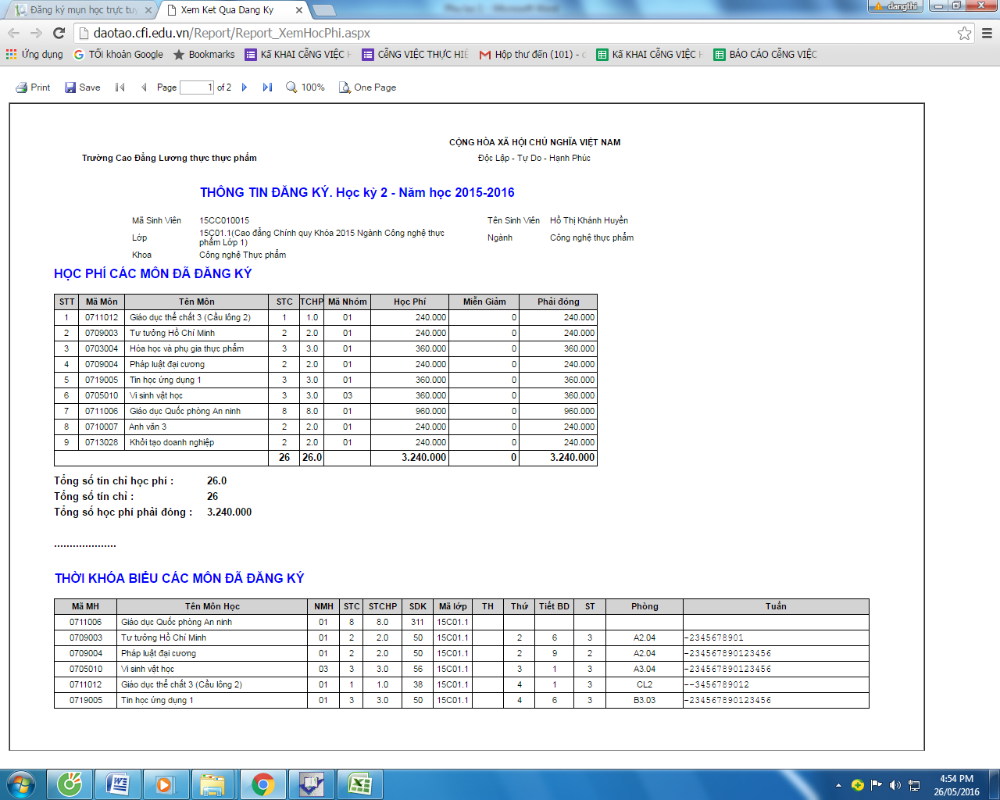 Đăng ký mụn học trực tuy
Xem Ket Qua Dang Ky
dangthi
daotao.cfi.edu.vn/Report/Report_XemHocPhi.aspx
Ứng dụng TỐi khoản Google Bookmarks Kấ KHAI CẽNG VIỆC H CẽNG VIỆC THỰC HIỆ Hộp thư đến (101) - d Kấ KHAI CẽNG VIỆC H BÁO CÁO CẽNG VIỆC
Print Save Page 1 of 2 100% One Page
CỘNG HÒA XÃ HỘI CHỦ NGHĨA VIỆT NAM
Trường Cao Đẳng Lương thực thực phẩm Độc Lập - Tự Do - Hạnh Phúc
THÔNG TIN ĐĂNG KÝ. Học kỳ 2 - Năm học 2015-2016
Mã Sinh Viên 15CC010015 Tên Sinh Viên Hồ Thị Khánh Huyền
Lớp 15C01.1(Cao đẳng Chính quy Khóa 2015 Ngành Công nghệ thực phẩm Lớp 1) Ngành Công nghệ thực phẩm
Khoa Công nghệ Thực phẩm
HỌC PHÍ CÁC MÔN ĐÃ ĐĂNG KÝ
STT Mã Môn Tên Môn STC TCHP Mã Nhóm Học Phí Miễn Giảm Phải đóng
1 0711012 Giáo dục thể chất 3 (Cầu lông 2) 1 1.0 01 240.000 0 240.000
2 0709003 Tư tưởng Hồ Chí Minh 2 2.0 01 240.000 0 240.000
3 0703004 Hóa học và phụ gia thực phẩm 3 3.0 01 360.000 0 360.000
4 0709004 Pháp luật đại cương 2 2.0 01 240.000 0 240.000
5 0719005 Tin học ứng dụng 1 3 3.0 01 360.000 0 360.000
6 0705010 Vi sinh vật học 3 3.0 03 360.000 0 360.000
7 0711006 Giáo dục Quốc phòng An ninh 8 8.0 01 960.000 0 960.000
8 0710007 Anh văn 3 2 2.0 01 240.000 0 240.000
9 0713028 Khởi tạo doanh nghiệp 2 2.0 01 240.000 0 240.000
26 26.0 3.240.000 0 3.240.000
Tổng số tín chỉ học phí : 26.0
Tổng số tín chỉ : 26
Tổng số học phí phải đóng : 3.240.000
....................
THỜI KHÓA BIỂU CÁC MÔN ĐÃ ĐĂNG KÝ
Mã MH Tên Môn Học NMH STC STCHP SDK Mã lớp TH Thứ Tiết BD ST Phòng Tuần
0711006 Giáo dục Quốc phòng An ninh 01 8 8.0 311 15C01.1
0709003 Tư tưởng Hồ Chí Minh 01 2 2.0 50 15C01.1 2 6 3 A2.04 -2345678901
0709004 Pháp luật đại cương 01 2 2.0 50 15C01.1 2 9 2 A2.04 -234567890123456
0705010 Vi sinh vật học 03 3 3.0 56 15C01.1 3 1 3 A3.04 -234567890123456
0711012 Giáo dục thể chất 3 (Cầu lông 2) 01 1 1.0 38 15C01.1 4 1 3 CL2 --3456789012
0719005 Tin học ứng dụng 1 01 3 3.0 50 15C01.1 4 6 3 B3.03 -234567890123456
4:54 PM
26/05/2016